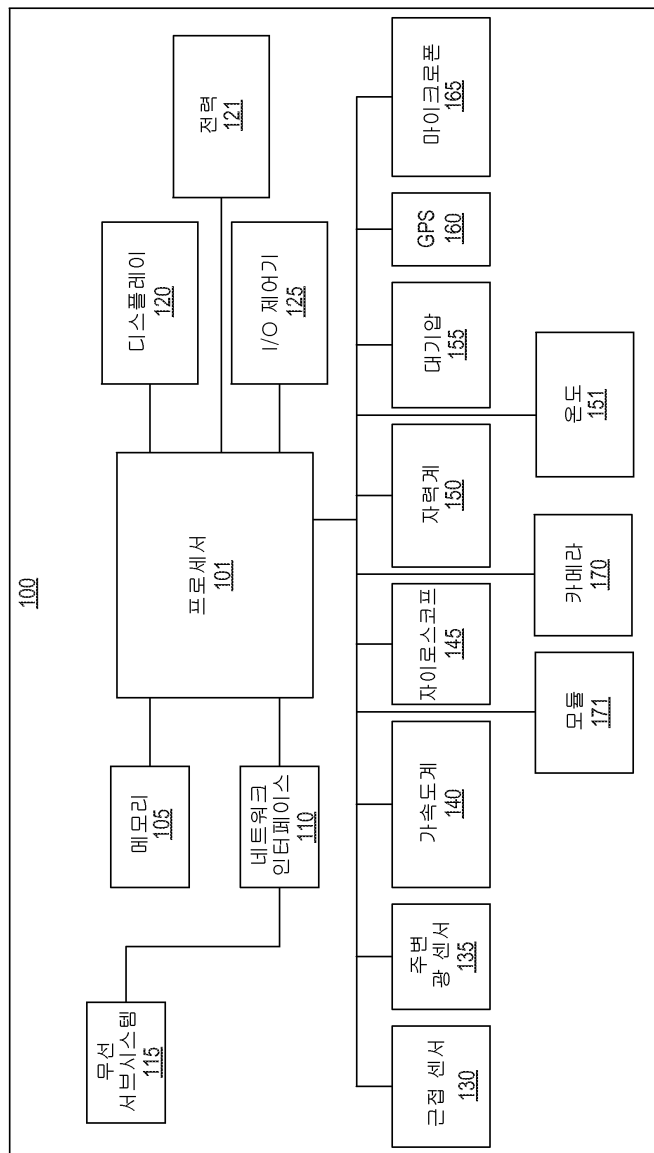 100
무선
서브시스템
115
메모리
105
네트워크
인터페이스
110
프로세서
101
디스플레이
120
I/O 제어기
125
전력
121
근접 센서
130
주변
광 센서
135
가속도계
140
자이로스코프
145
자력계
150
대기압
155
GPS
160
마이크로폰
165
모듈
171
카메라
170
온도
151